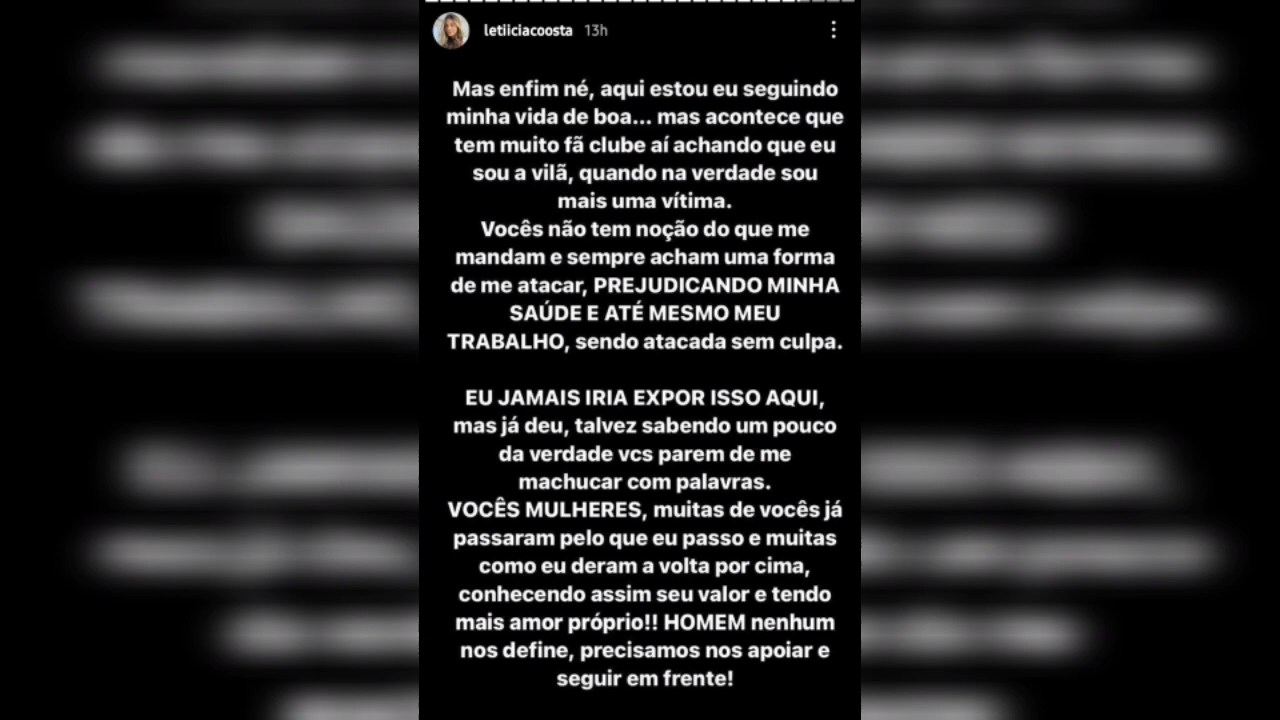 letiiciacoosta 13h
Mas enfim né, aqui estou eu seguindo
minha vida de boa... mas acontece que
tem muito fã clube aí achando que eu
sou a vilã, quando na verdade sou
mais uma vítima.
Vocês não tem noção do que me
mandam e sempre acham uma forma
de me atacar, PREJUDICANDO MINHA
SAÚDE E ATÉ MESMO MEU
TRABALHO, sendo atacada sem culpa.
EU JAMAIS IRIA EXPOR ISSO AQUI,
mas já deu, talvez sabendo um pouco
da verdade vcs parem de me
machucar com palavras.
VOCÊS MULHERES, muitas de vocês já
passaram pelo que eu passo e muitas
como eu deram a volta por cima,
conhecendo assim seu valor e tendo
mais amor próprio!! HOMEM nenhum
nos define, precisamos nos apoiar e
seguir em frente!